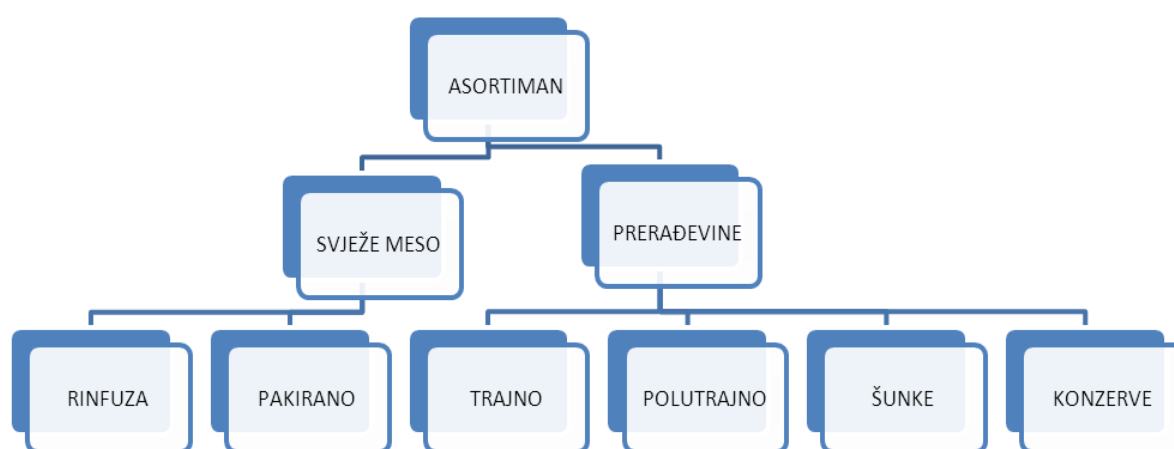 ASORTIMAN
SVJEŽE MESO
PRERAĐEVINE
RINFUZA
PAKIRANO
TRAJNO
POLUTRAJNO
ŠUNKE
KONZERVE